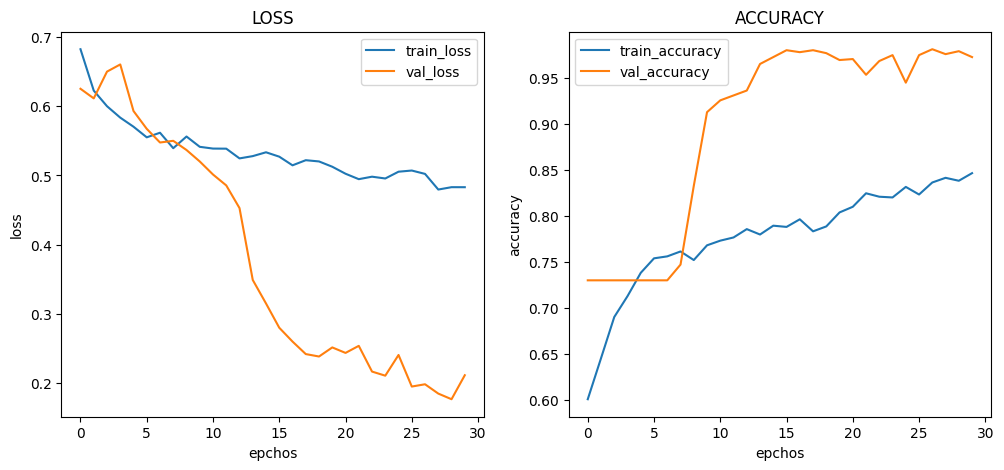 LOSS
train_loss
val_loss
0.7
0.6
0.5
0.4
0.3
0.2
loss
0
5
10
15
20
25
30
epchos
ACCURACY
train_accuracy
val_accuracy
0.95
0.90
0.85
0.80
0.75
0.70
0.65
0.60
accuracy
0
5
10
15
20
25
30
epchos